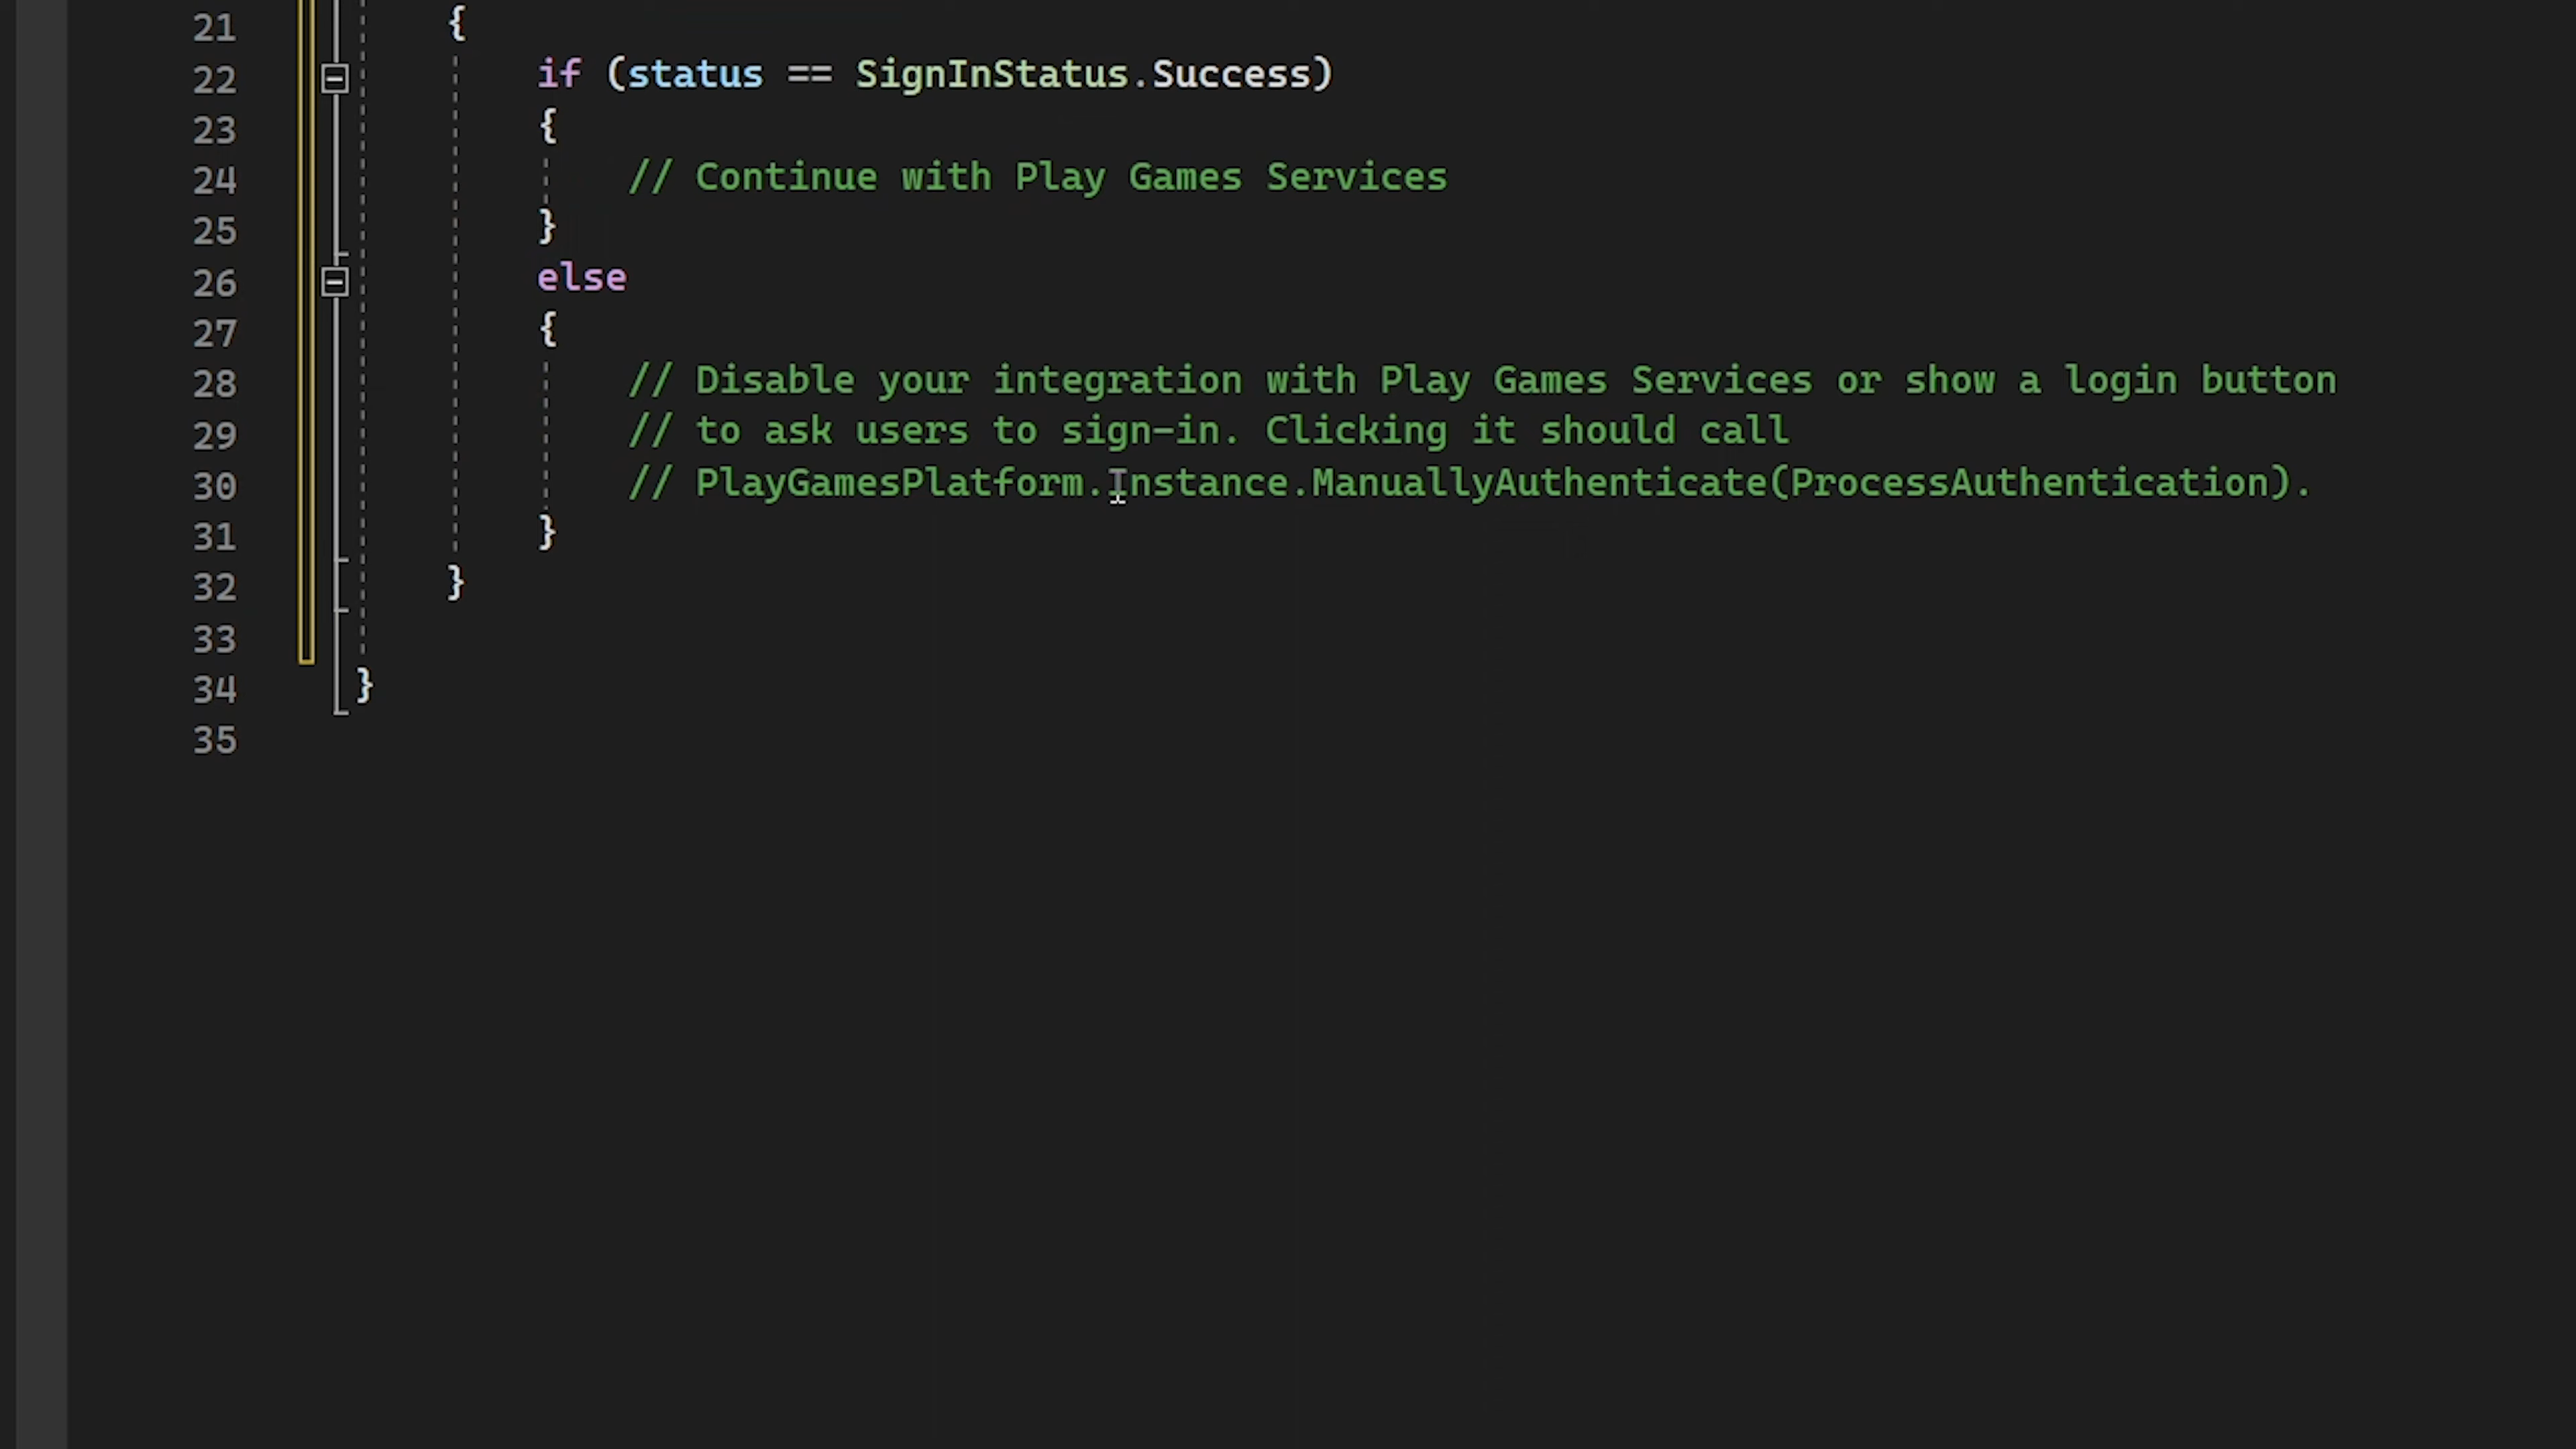 21 {
22 if (status == SignInStatus.Success)
23 {
24 // Continue with Play Games Services
25 }
26 else
27 {
28 // Disable your integration with Play Games Services or show a login button
29 // to ask users to sign-in. Clicking it should call
30 // PlayGamesPlatform.Instance.ManuallyAuthenticate(ProcessAuthentication).
31 }
32 }
33
34 }
35